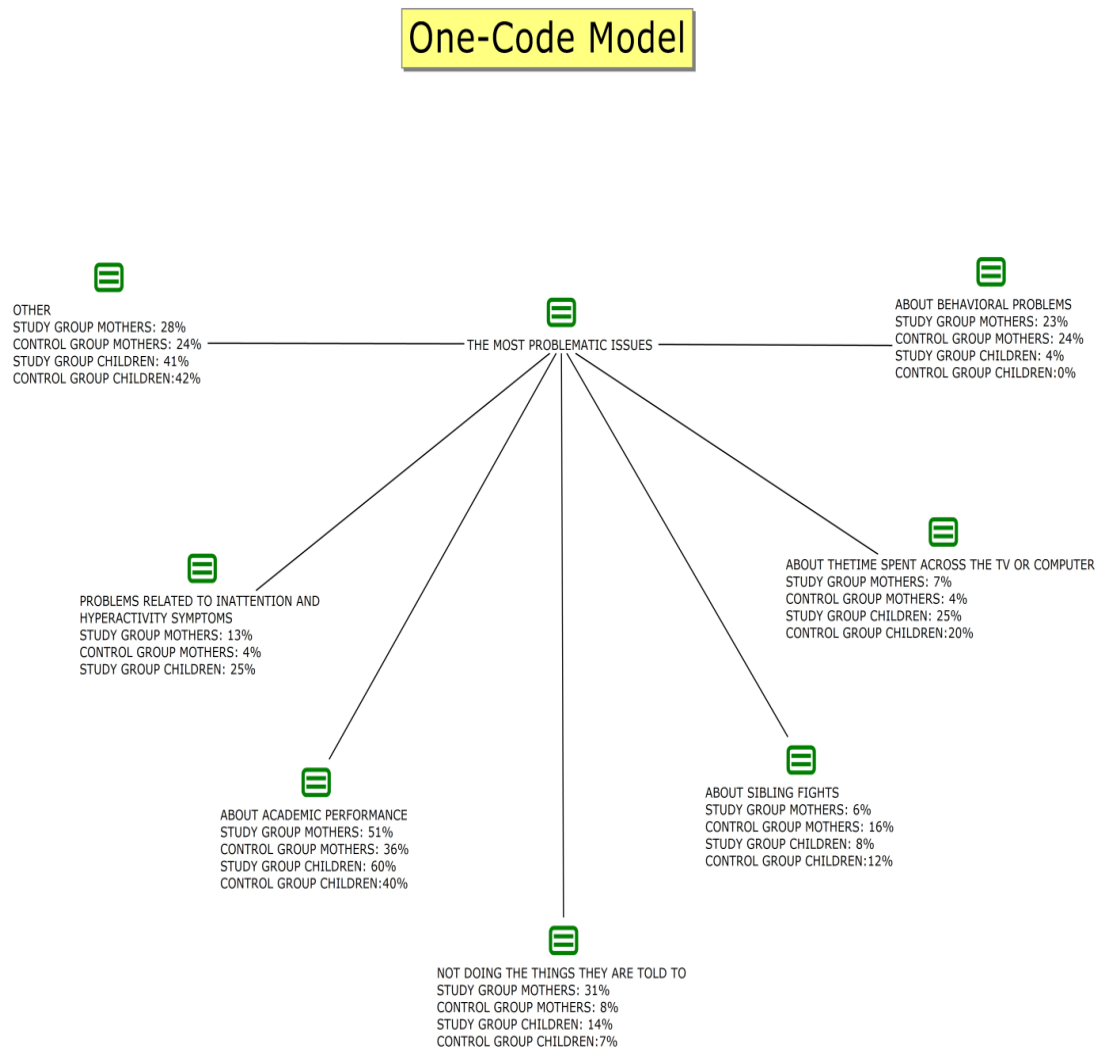 One-Code Model
OTHER
STUDY GROUP MOTHERS: 28%
CONTROL GROUP MOTHERS: 24%
STUDY GROUP CHILDREN: 41%
CONTROL GROUP CHILDREN:42%
THE MOST PROBLEMATIC ISSUES
ABOUT BEHAVIORAL PROBLEMS
STUDY GROUP MOTHERS: 23%
CONTROL GROUP MOTHERS: 24%
STUDY GROUP CHILDREN: 4%
CONTROL GROUP CHILDREN:0%
PROBLEMS RELATED TO INATTENTION AND
HYPERACTIVITY SYMPTOMS
STUDY GROUP MOTHERS: 13%
CONTROL GROUP MOTHERS: 4%
STUDY GROUP CHILDREN: 25%
ABOUT THETIME SPENT ACROSS THE TV OR COMPUTER
STUDY GROUP MOTHERS: 7%
CONTROL GROUP MOTHERS: 4%
STUDY GROUP CHILDREN: 25%
CONTROL GROUP CHILDREN:20%
ABOUT ACADEMIC PERFORMANCE
STUDY GROUP MOTHERS: 51%
CONTROL GROUP MOTHERS: 36%
STUDY GROUP CHILDREN: 60%
CONTROL GROUP CHILDREN:40%
ABOUT SIBLING FIGHTS
STUDY GROUP MOTHERS: 6%
CONTROL GROUP MOTHERS: 16%
STUDY GROUP CHILDREN: 8%
CONTROL GROUP CHILDREN:12%
NOT DOING THE THINGS THEY ARE TOLD TO
STUDY GROUP MOTHERS: 31%
CONTROL GROUP MOTHERS: 8%
STUDY GROUP CHILDREN: 14%
CONTROL GROUP CHILDREN:7%